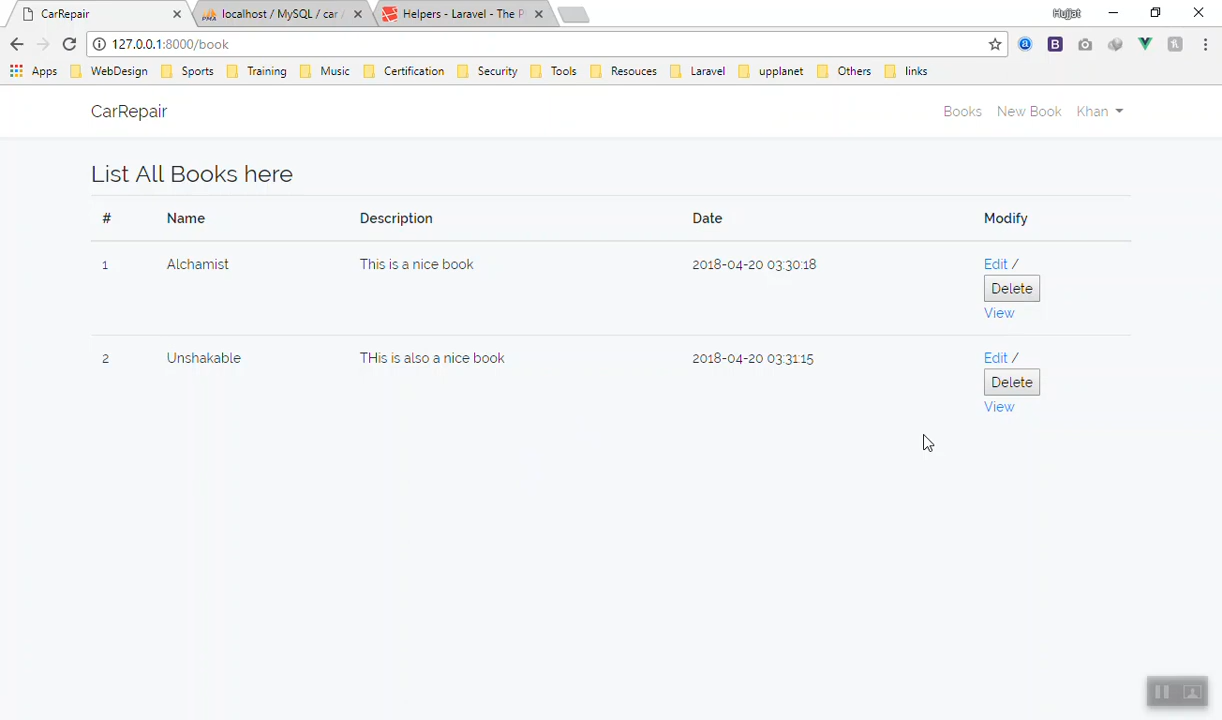 CarRepair
localhost / MySQL / car /
Helpers - Laravel - The P
Hujjat
127.0.0.1:8000/book
Apps WebDesign Sports Training Music Certification Security Tools Resouces Laravel upplanet Others links
CarRepair Books New Book Khan
List All Books here
# Name Description Date Modify
1 Alchamist This is a nice book 2018-04-20 03:30:18 Edit /
Delete
View
2 Unshakable THis is also a nice book 2018-04-20 03:31:15 Edit /
Delete
View